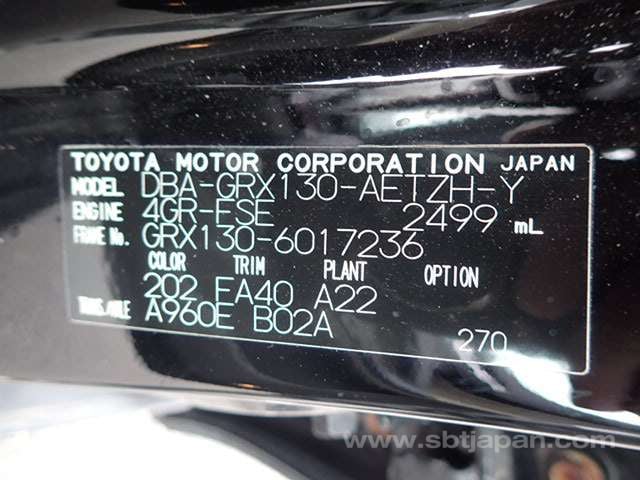 TOYOTA MOTOR CORPORATION JAPAN
MODEL DBA-GRX130-AETZH-Y
ENGINE 4GR-FSE 2499 mL
FRAME No. GRX130-6017236
COLOR TRIM PLANT OPTION
202 FA40 A22
TRANS./AXLE A960E B02A
270
www.sbtjapan.com